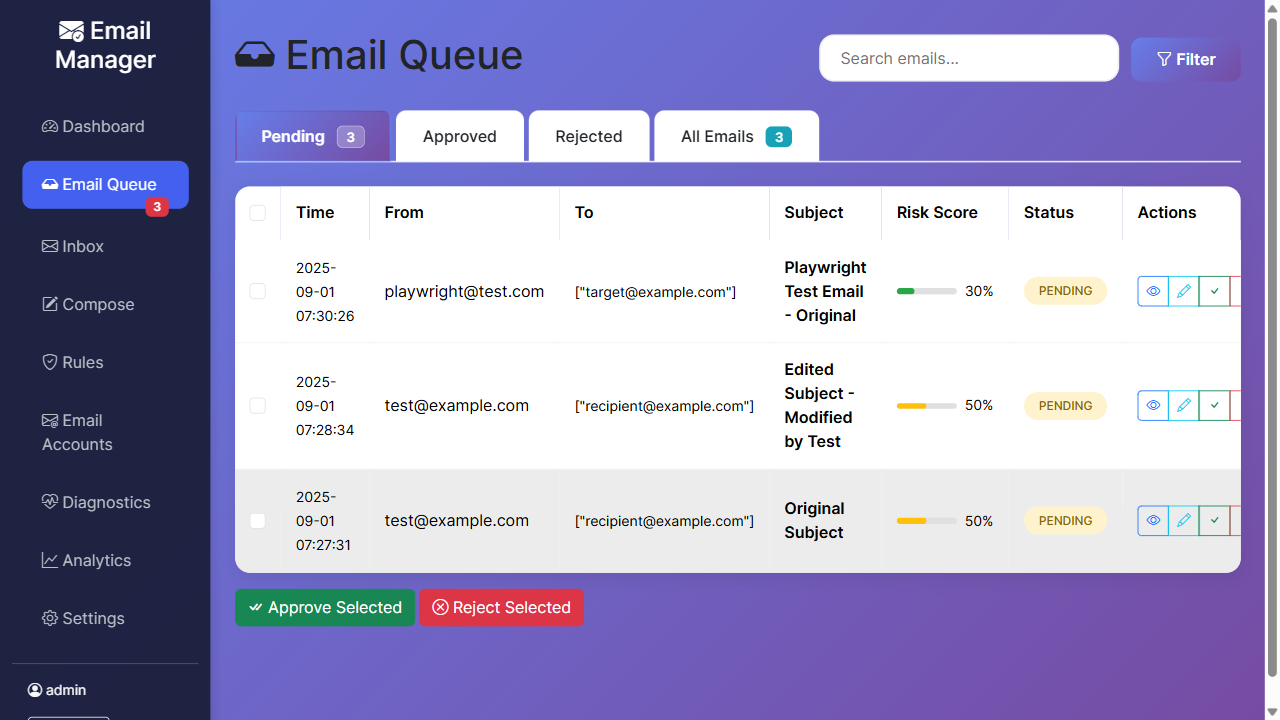 Email
Manager
Dashboard
Email Queue
3
Inbox
Compose
Rules
Email
Accounts
Diagnostics
Analytics
Settings
admin
Email Queue
Search emails...
Filter
Pending 3
Approved
Rejected
All Emails 3
Time From To Subject Risk Score Status Actions
2025-
09-01
07:30:26
playwright@test.com
["target@example.com"]
Playwright
Test Email
- Original
30%
PENDING
2025-
09-01
07:28:34
test@example.com
["recipient@example.com"]
Edited
Subject -
Modified
by Test
50%
PENDING
2025-
09-01
07:27:31
test@example.com
["recipient@example.com"]
Original
Subject
50%
PENDING
Approve Selected
Reject Selected